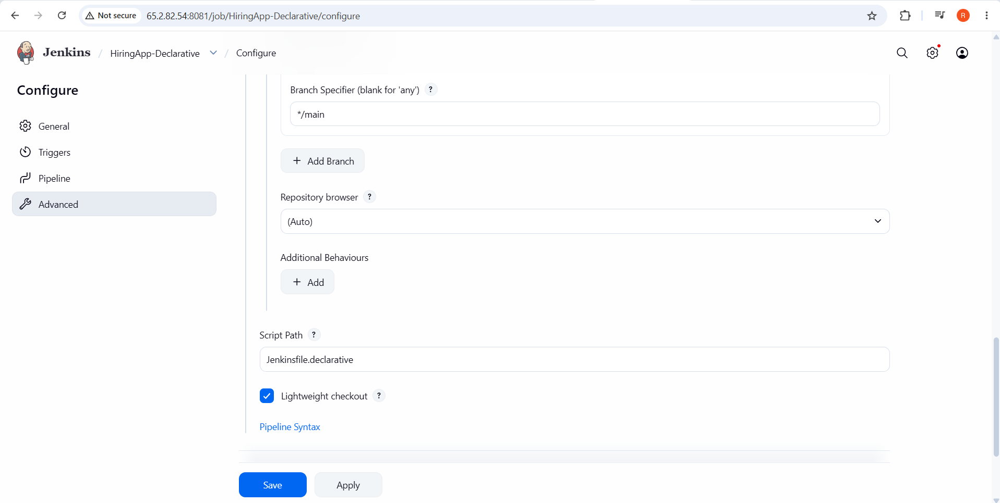 Not secure
65.2.82.54:8081/job/HiringApp-Declarative/configure
R
Jenkins / HiringApp-Declarative / Configure
Configure
General
Triggers
Pipeline
Advanced
Branch Specifier (blank for 'any') ?
*/main
+ Add Branch
Repository browser ?
(Auto)
Additional Behaviours
+ Add
Script Path ?
Jenkinsfile.declarative
Lightweight checkout ?
Pipeline Syntax
Save
Apply